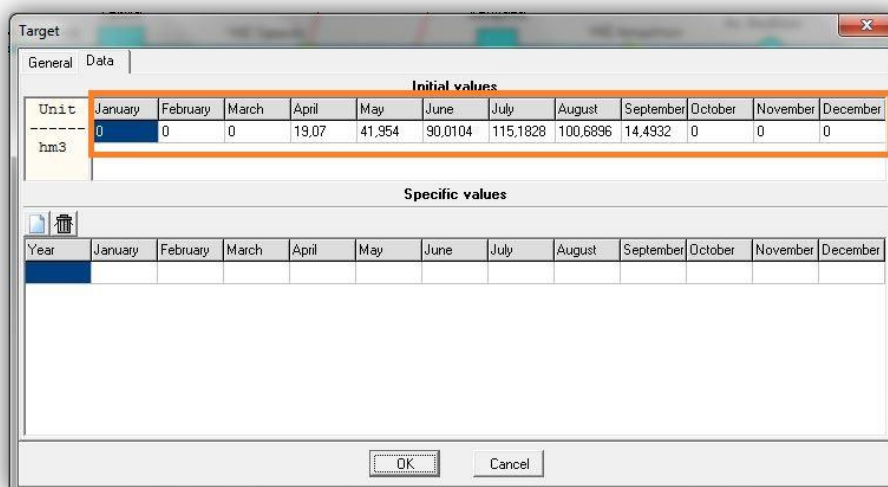 Target
General Data
Initial values
Unit January February March April May June July August September October November December
------
0 0 0 19,07 41,954 90,0104 115,1828 100,6896 14,4932 0 0 0
hm3
Specific values
Year January February March April May June July August September October November December
OK Cancel